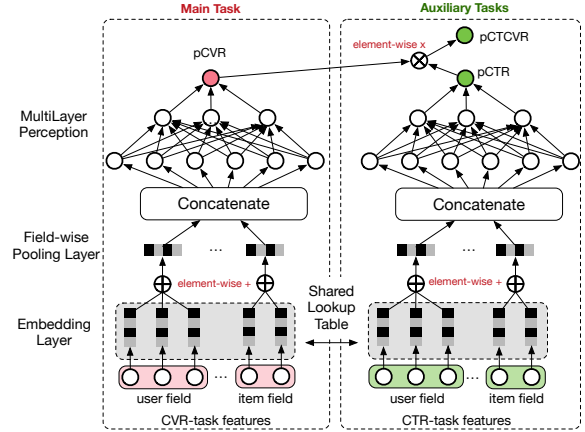 Main Task
Auxiliary Tasks
pCTCVR
element-wise x
pCVR
pCTR
MultiLayer
Perception
Concatenate
Concatenate
Field-wise
Pooling Layer
...
...
element-wise +
element-wise +
Shared
Lookup
Table
Embedding
Layer
...
...
user field
item field
user field
item field
CVR-task features
CTR-task features